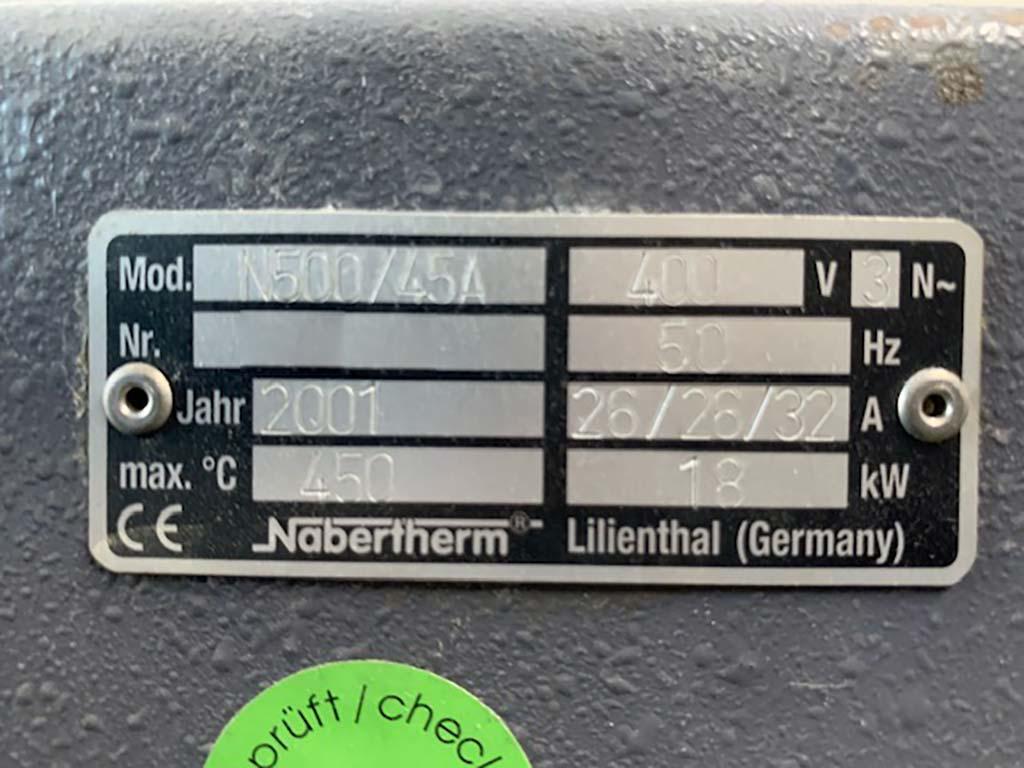 Mod. N500/45A 400 V 3 N~
Nr. 50 Hz
Jahr 2001 26/26/32 A
max. °C 450 18 kW
CE Nabertherm® Lilienthal (Germany)
prüft / chec